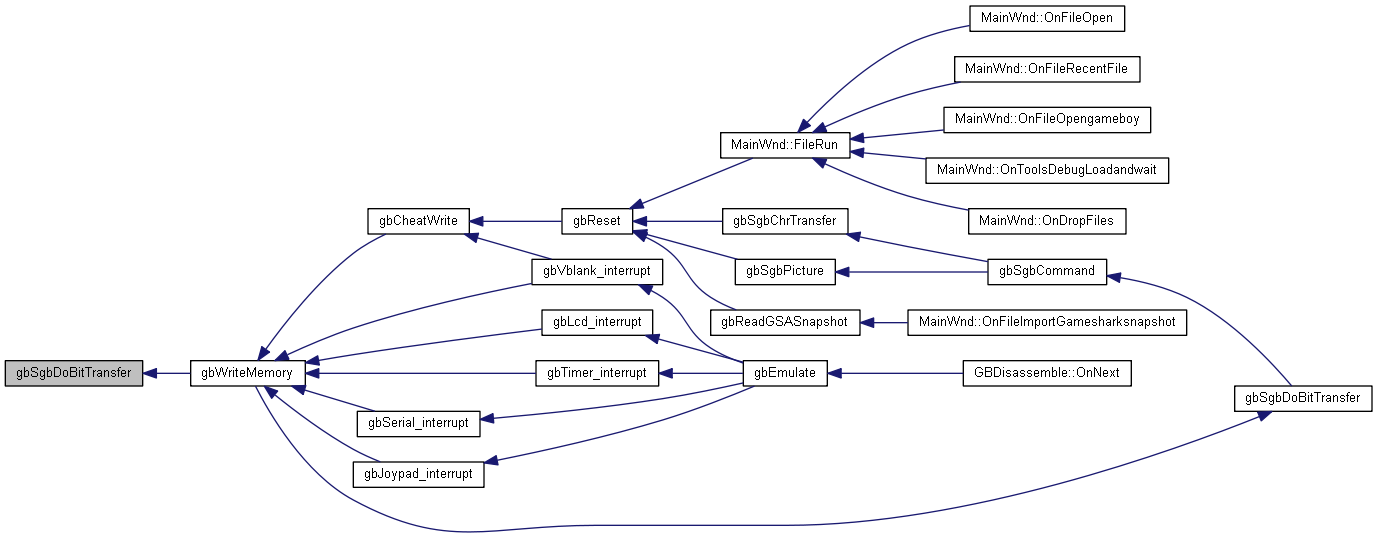 MainWnd::OnFileOpen
MainWnd::OnFileRecentFile
MainWnd::OnFileOpengameboy
MainWnd::FileRun
MainWnd::OnToolsDebugLoadandwait
gbCheatWrite
gbReset
gbSgbChrTransfer
MainWnd::OnDropFiles
gbVblank_interrupt
gbSgbPicture
gbSgbCommand
gbLcd_interrupt
gbReadGSASnapshot
MainWnd::OnFileImportGamesharksnapshot
gbSgbDoBitTransfer
gbWriteMemory
gbTimer_interrupt
gbEmulate
GBDisassemble::OnNext
gbSgbDoBitTransfer
gbSerial_interrupt
gbJoypad_interrupt